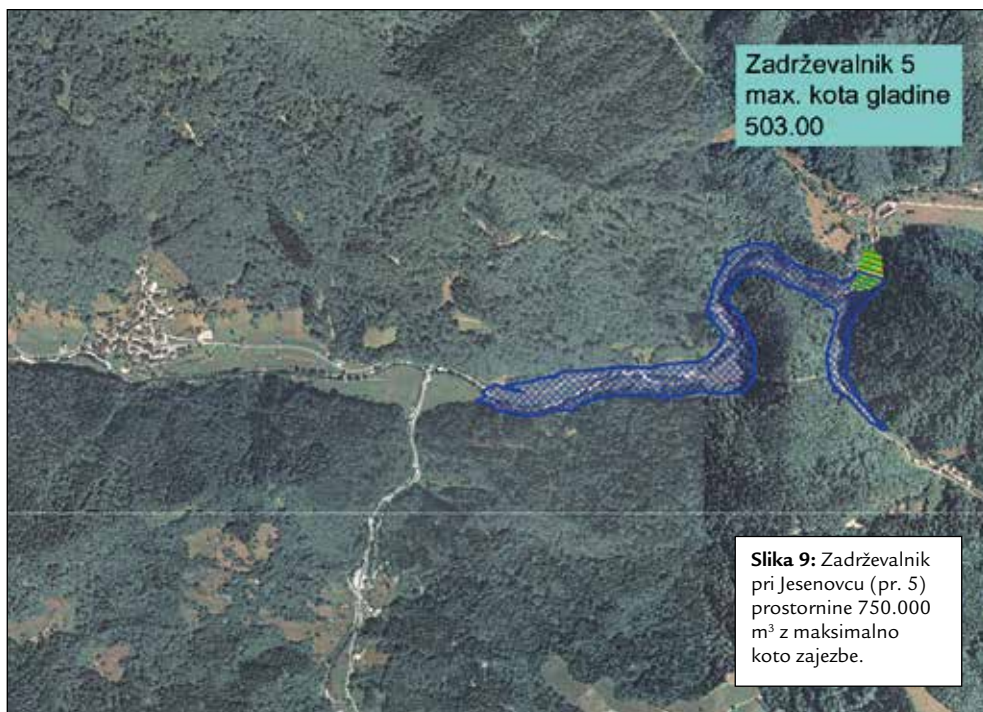 Zadrževalnik 5
max. kota gladine
503.00
Slika 9: Zadrževalnik
pri Jesenovcu (pr. 5)
prostornine 750.000
m³ z maksimalno
koto zajezbe.